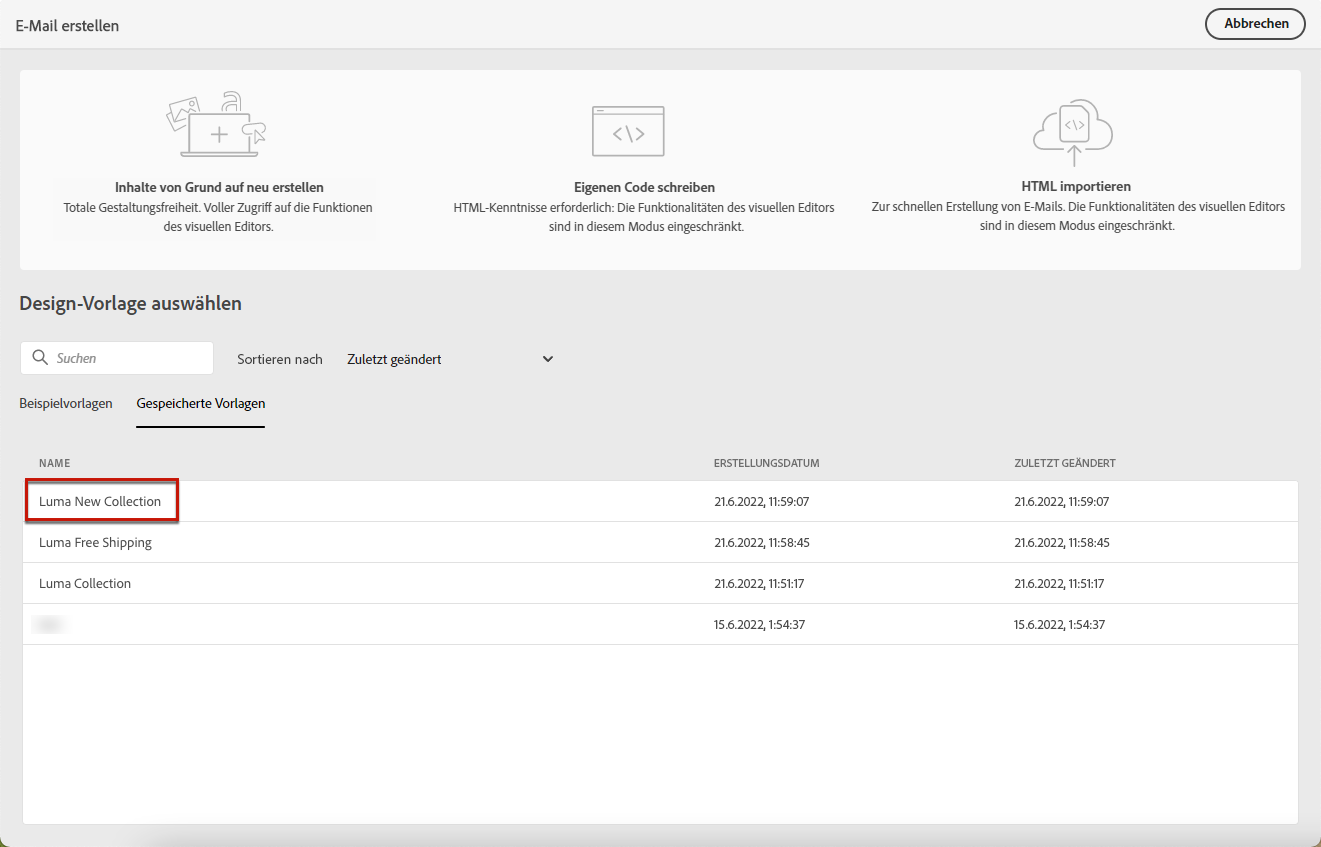 E-Mail erstellen
Abbrechen
Inhalte von Grund auf neu erstellen
Totale Gestaltungsfreiheit. Voller Zugriff auf die Funktionen
des visuellen Editors.
Eigenen Code schreiben
HTML-Kenntnisse erforderlich: Die Funktionalitäten des visuellen Editors
sind in diesem Modus eingeschränkt.
HTML importieren
Zur schnellen Erstellung von E-Mails. Die Funktionalitäten des visuellen Editors
sind in diesem Modus eingeschränkt.
Design-Vorlage auswählen
Suchen
Sortieren nach Zuletzt geändert
Beispielvorlagen Gespeicherte Vorlagen
NAME ERSTELLUNGSDATUM ZULETZT GEÄNDERT
Luma New Collection 21.6.2022, 11:59:07 21.6.2022, 11:59:07
Luma Free Shipping 21.6.2022, 11:58:45 21.6.2022, 11:58:45
Luma Collection 21.6.2022, 11:51:17 21.6.2022, 11:51:17
15.6.2022, 1:54:37 15.6.2022, 1:54:37